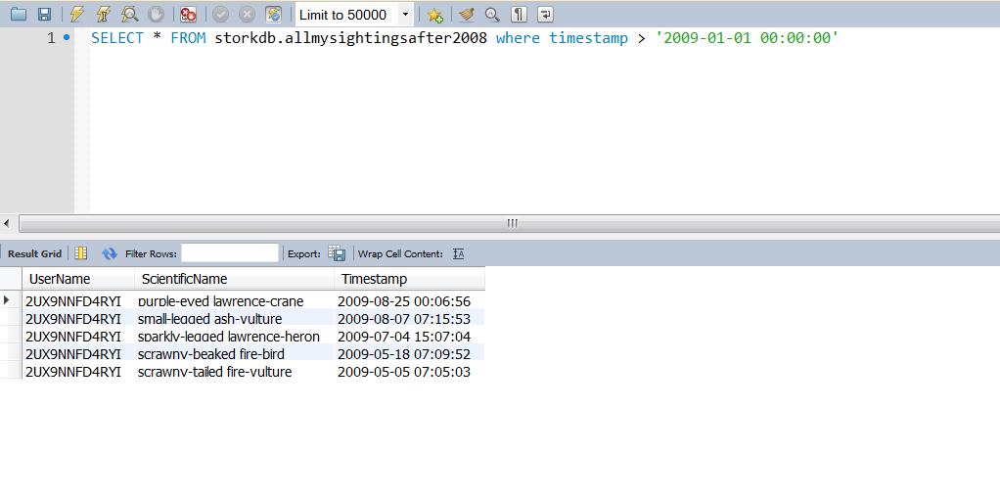 Limit to 50000
1 SELECT * FROM storkdb.allmysightingsafter2008 where timestamp > '2009-01-01 00:00:00'
Result Grid Filter Rows: Export: Wrap Cell Content:
UserName ScientificName Timestamp
2UX9NNFD4RYI purple-eyed lawrence-crane 2009-08-25 00:06:56
2UX9NNFD4RYI small-legged ash-vulture 2009-08-07 07:15:53
2UX9NNFD4RYI sparkly-legged lawrence-heron 2009-07-04 15:07:04
2UX9NNFD4RYI scrawny-beaked fire-bird 2009-05-18 07:09:52
2UX9NNFD4RYI scrawny-tailed fire-vulture 2009-05-05 07:05:03